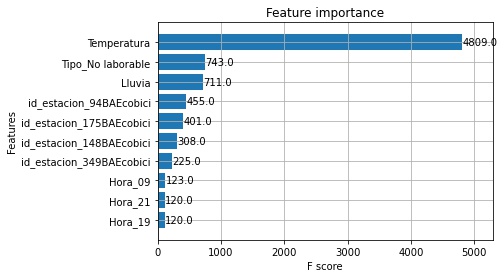 Feature importance
Features
Temperatura 4809.0
Tipo_No laborable 743.0
Lluvia 711.0
id_estacion_94BAEcobici 455.0
id_estacion_175BAEcobici 401.0
id_estacion_148BAEcobici 308.0
id_estacion_349BAEcobici 225.0
Hora_09 123.0
Hora_21 120.0
Hora_19 120.0
0 1000 2000 3000 4000 5000
F score